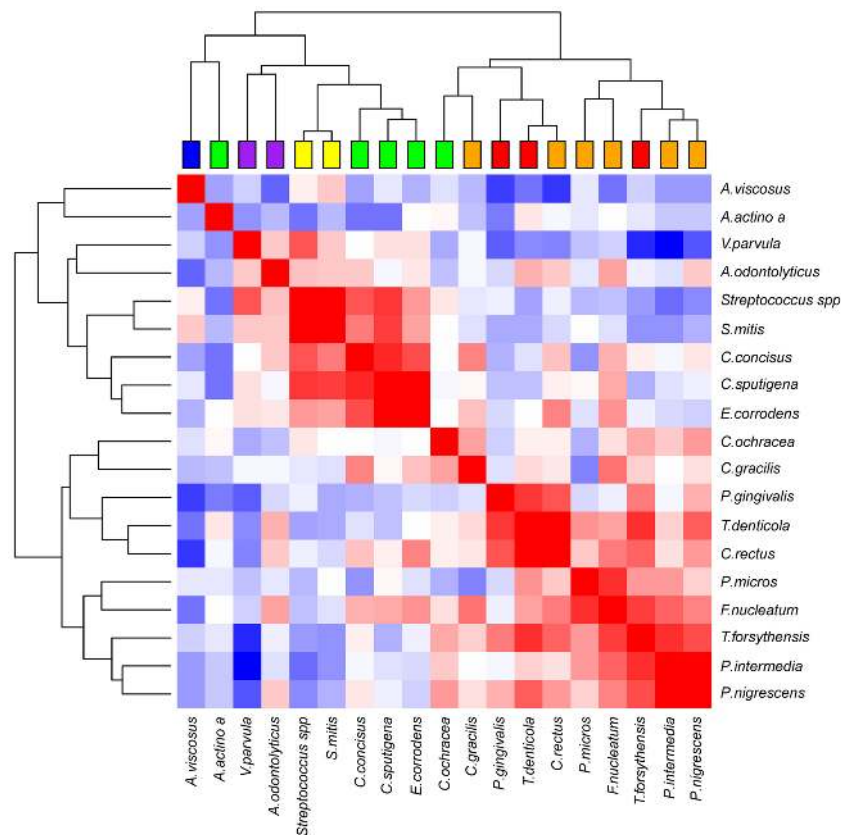 A.viscosus
A.actino a
V.parvula
A.odontolyticus
Streptococcus spp
S.mitis
C.concisus
C.sputigena
E.corrodens
C.ochracea
C.gracilis
P.gingivalis
T.denticola
C.rectus
P.micros
F.nucleatum
T.forsythensis
P.intermedia
P.nigrescens
A.viscosus
A.actino a
V.parvula
A.odontolyticus
Streptococcus spp
S.mitis
C.concisus
C.sputigena
E.corrodens
C.ochracea
C.gracilis
P.gingivalis
T.denticola
C.rectus
P.micros
F.nucleatum
T.forsythensis
P.intermedia
P.nigrescens